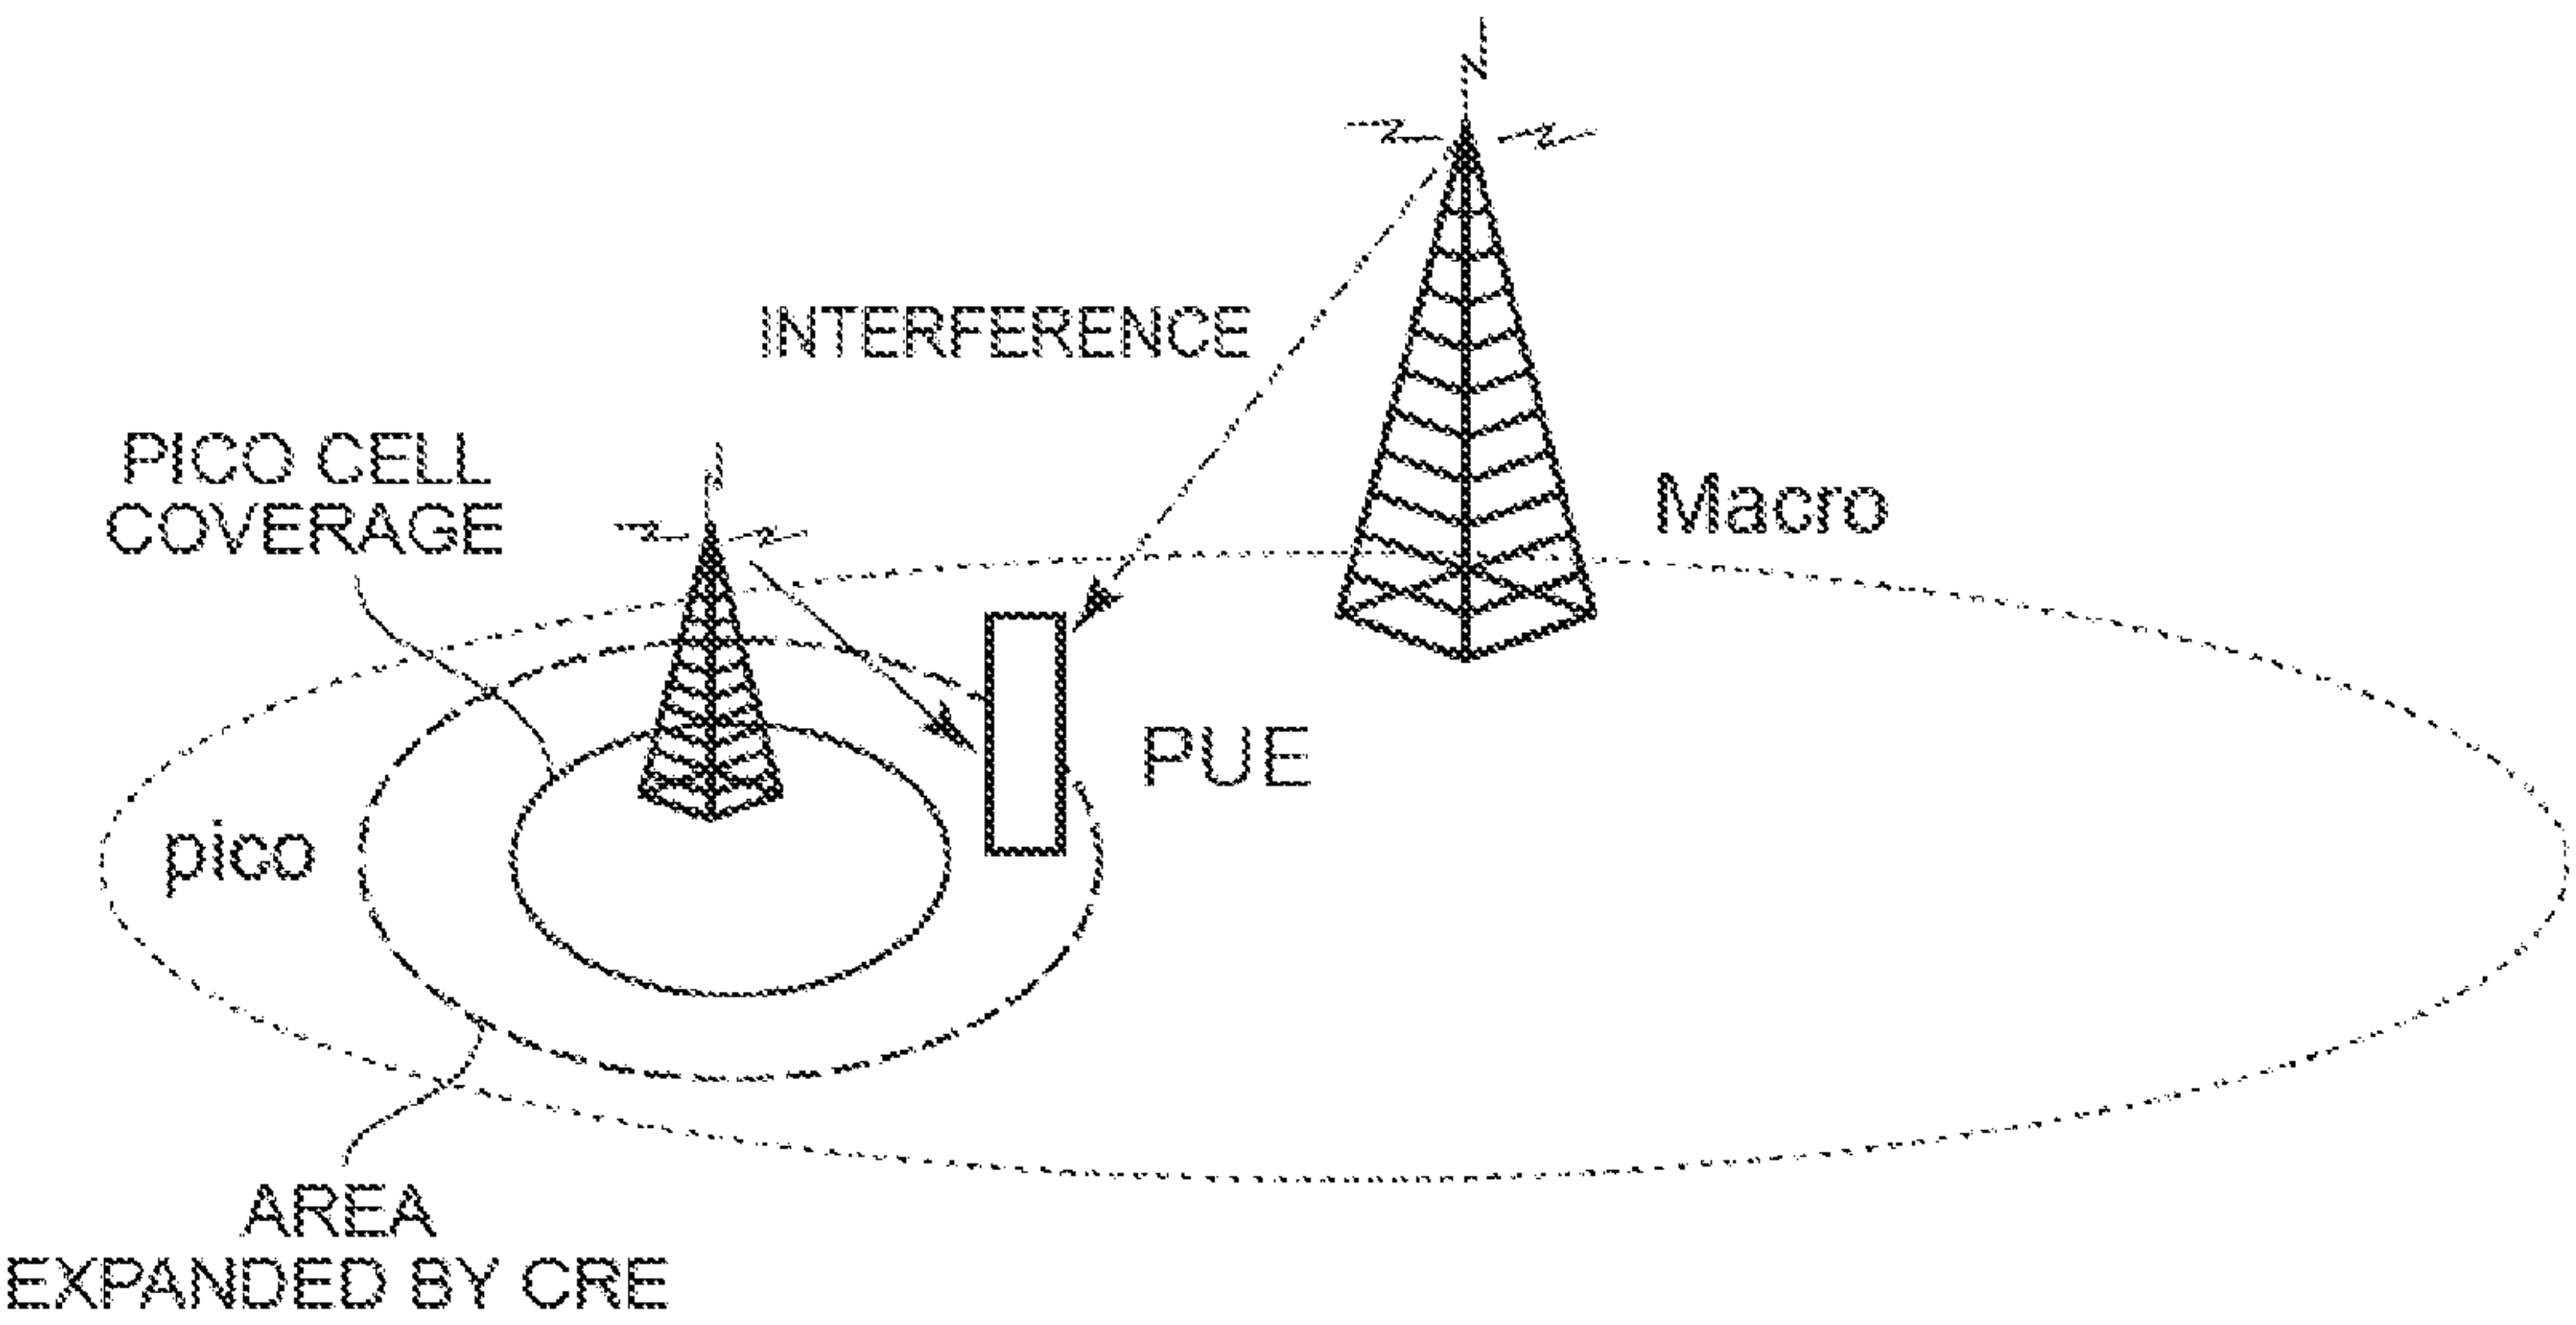 INTERFERENCE
PICO CELL
COVERAGE
Macro
PUE
pico
AREA
EXPANDED BY CRE